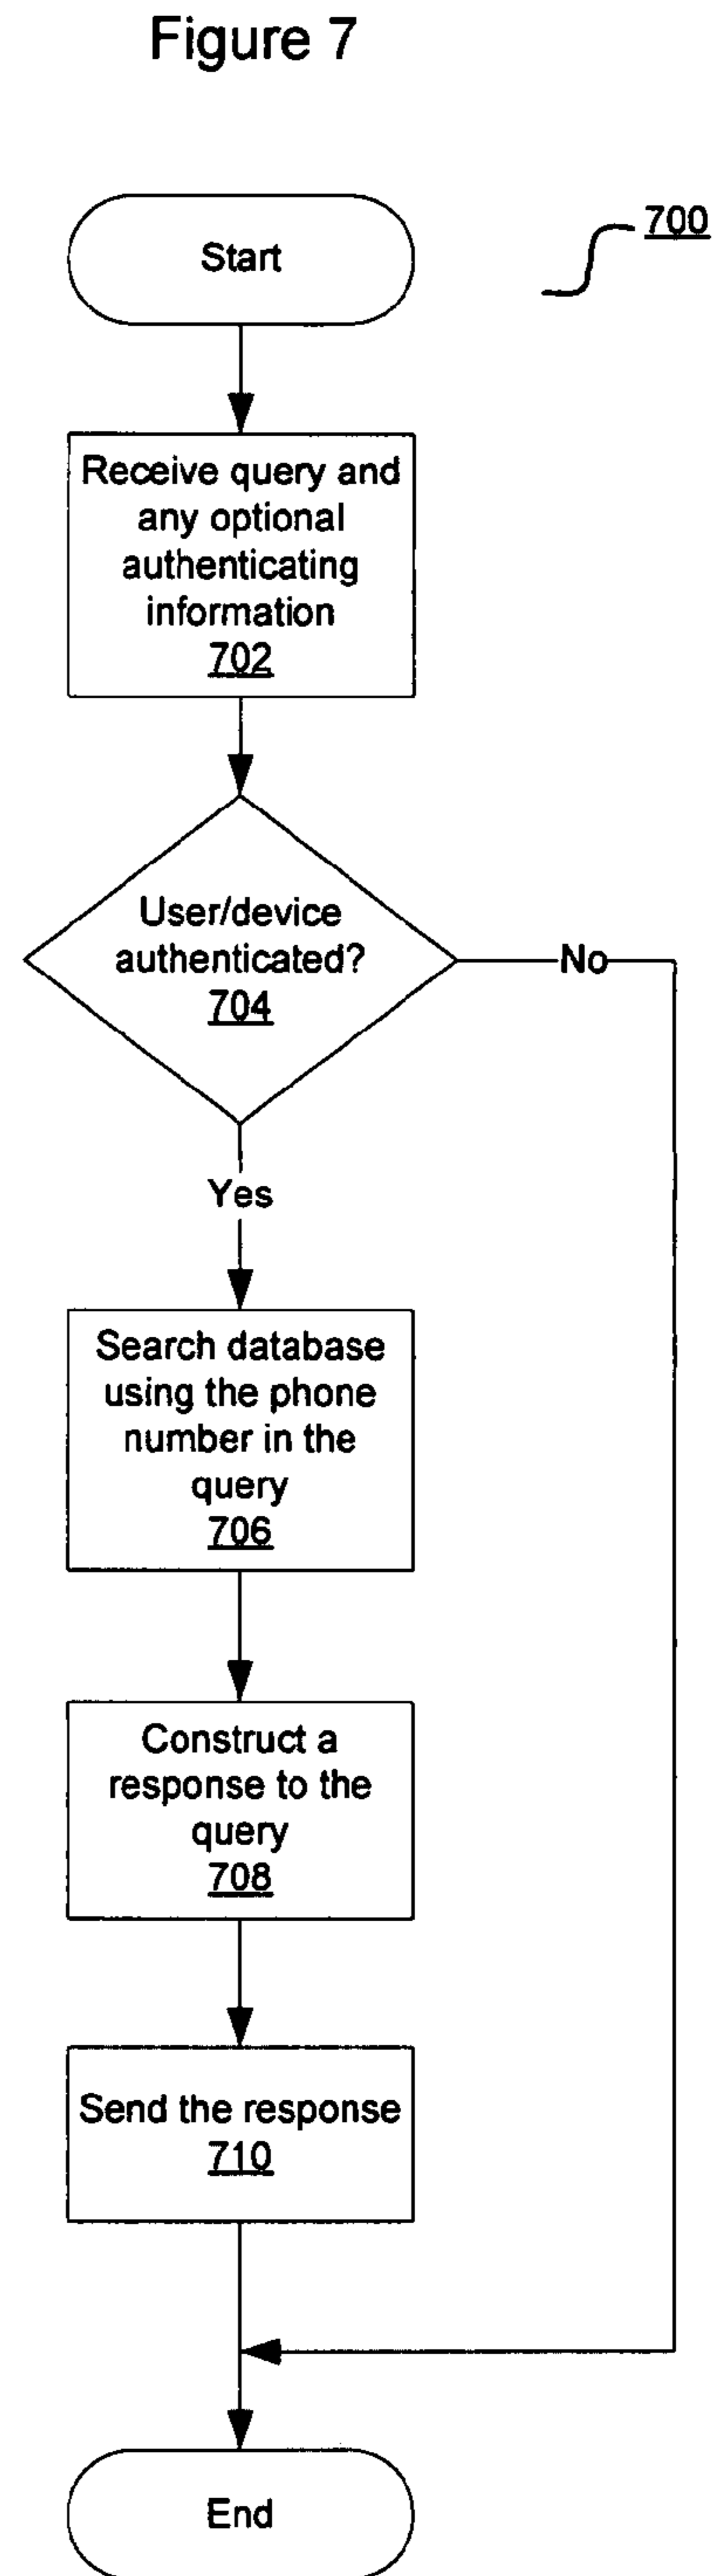 Figure 7
700
Start
Receive query and
any optional
authenticating
information
702
User/device
authenticated?
704
No
Yes
Search database
using the phone
number in the
query
706
Construct a
response to the
query
708
Send the response
710
End